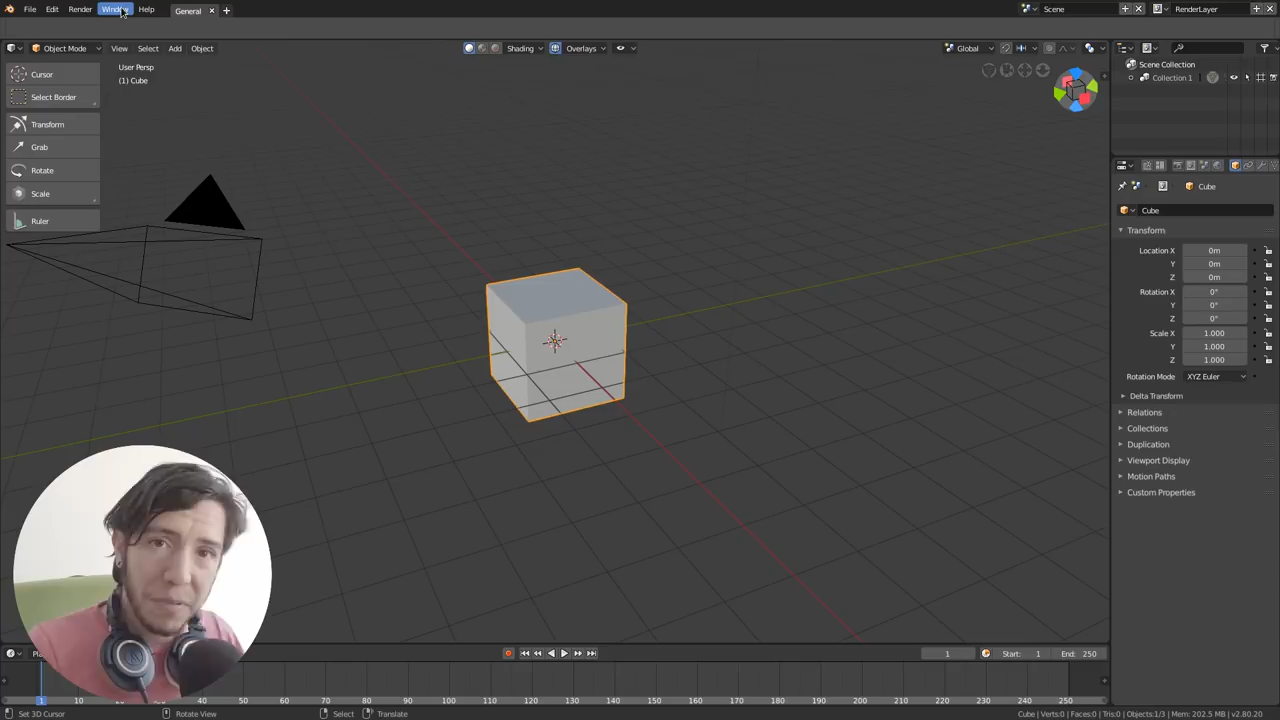 File Edit Render Window Help General
Scene RenderLayer
Object Mode View Select Add Object
Shading Overlays Global
User Persp
(1) Cube
Cursor
Select Border
Transform
Grab
Rotate
Scale
Ruler
Scene Collection
Collection 1
Cube
Cube
Transform
Location X 0m
Y 0m
Z 0m
Rotation X 0°
Y 0°
Z 0°
Scale X 1.000
Y 1.000
Z 1.000
Rotation Mode XYZ Euler
Delta Transform
Relations
Collections
Duplication
Viewport Display
Motion Paths
Custom Properties
1 Start: 1 End: 250
1 10 80 90 100 110 120 130 140 150 160 170 180 190 200 210 220 230 240 250
Set 3D Cursor Rotate View Select Translate
Cube | Verts:0 | Faces:0 | Tris:0 | Objects:1/3 | Mem: 202.5 MB | v2.80.20